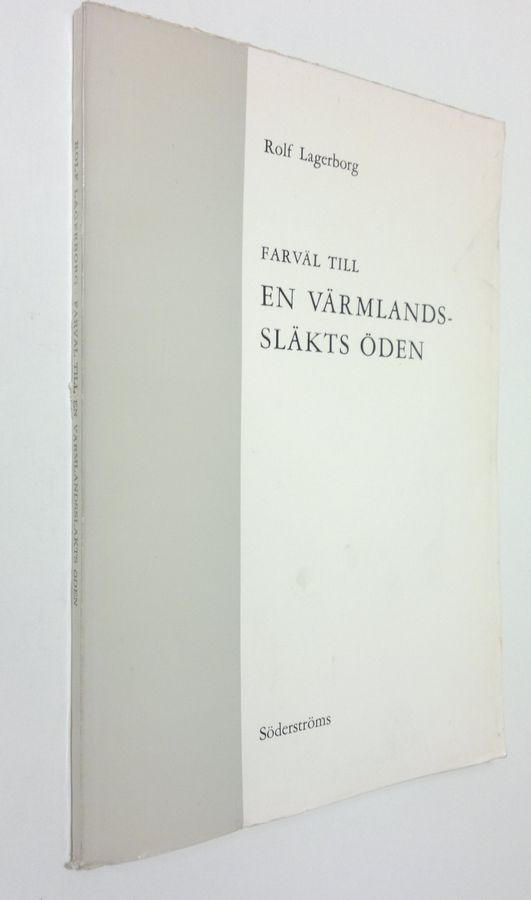 Rolf Lagerborg
FARVÄL TILL
EN VÄRMLANDS-
SLÄKTS ÖDEN
Söderströms
ROLF LAGERBORG FARVÄL TILL EN VÄRMLANDSSLÄKTS ÖDEN